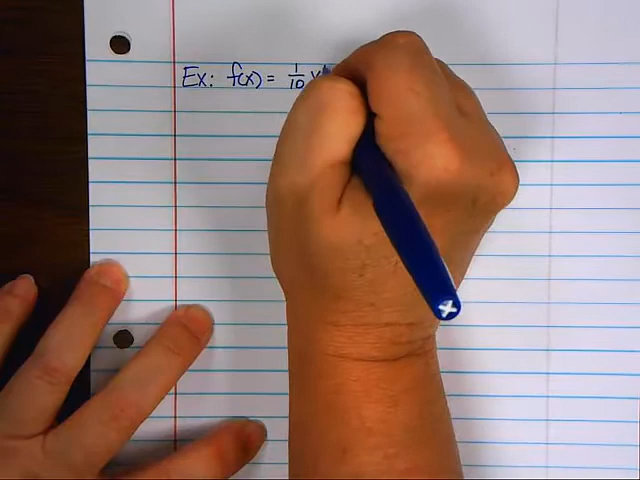 Ex: f(x) = 1/10 x